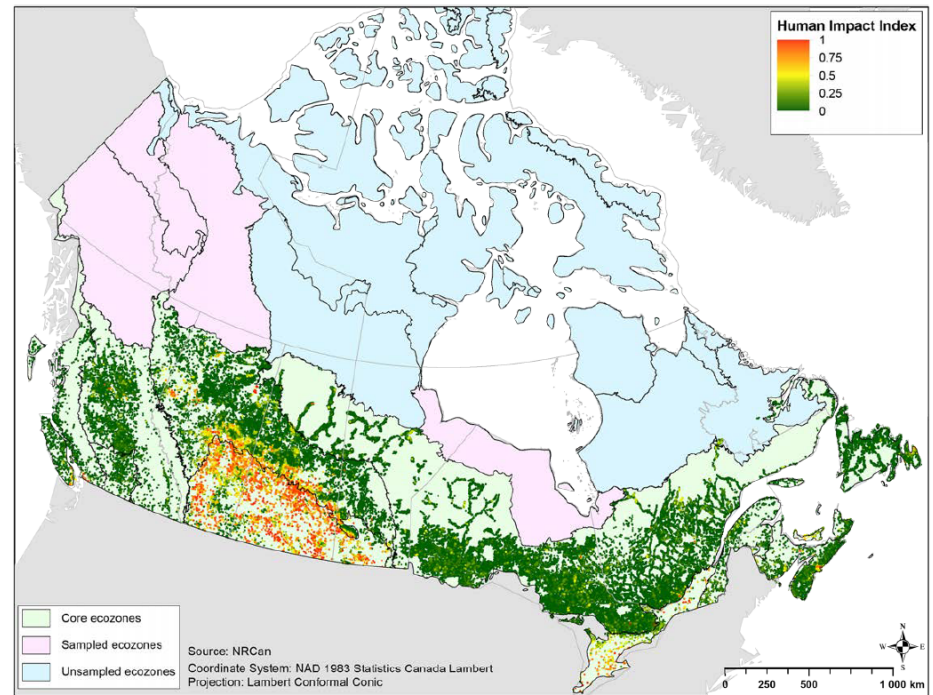 Human Impact Index
1
0.75
0.5
0.25
0
Core ecozones
Sampled ecozones
Unsampled ecozones
Source: NRCan
Coordinate System: NAD 1983 Statistics Canada Lambert
Projection: Lambert Conformal Conic
N
W E
S
0 250 500 1 000 km